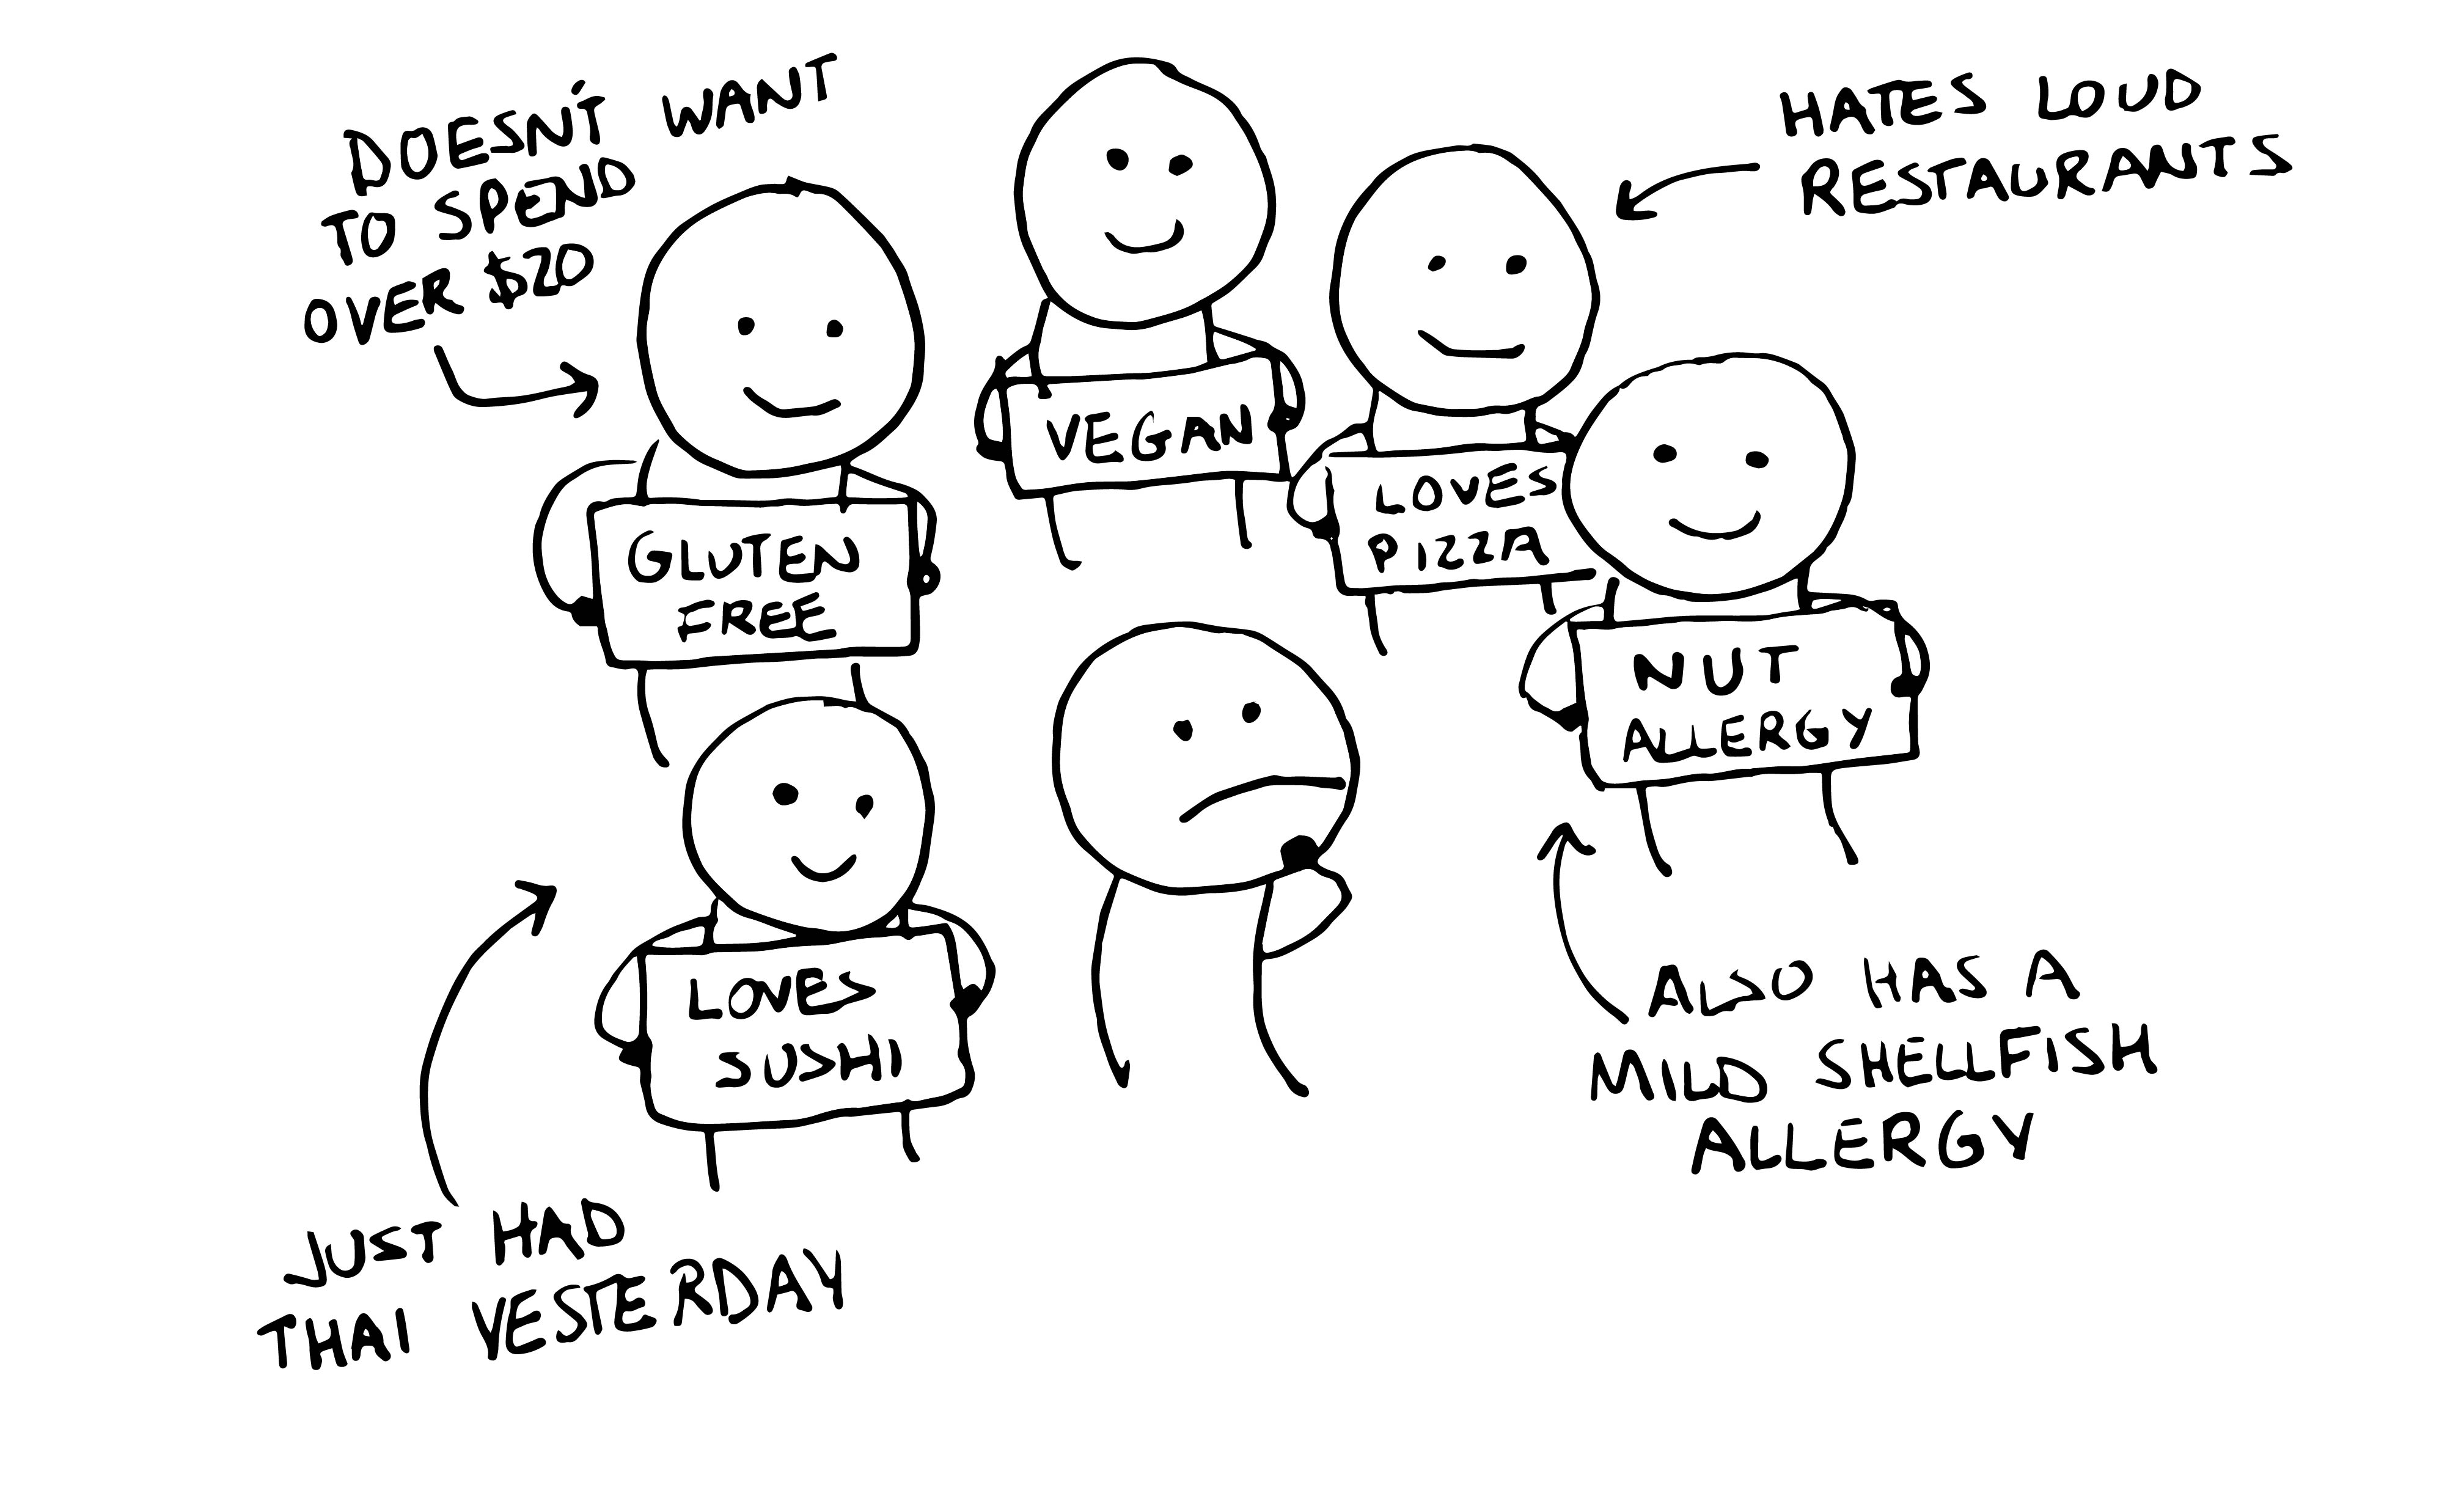 DOESN'T WANT
TO SPEND
OVER $20
HATES LOUD
RESTAURANTS
VEGAN
LOVES
PIZZA
GLUTEN
FREE
NUT
ALLERGY
LOVES
SUSHI
ALSO HAS A
MILD SHELLFISH
ALLERGY
JUST HAD
THAI YESTERDAY